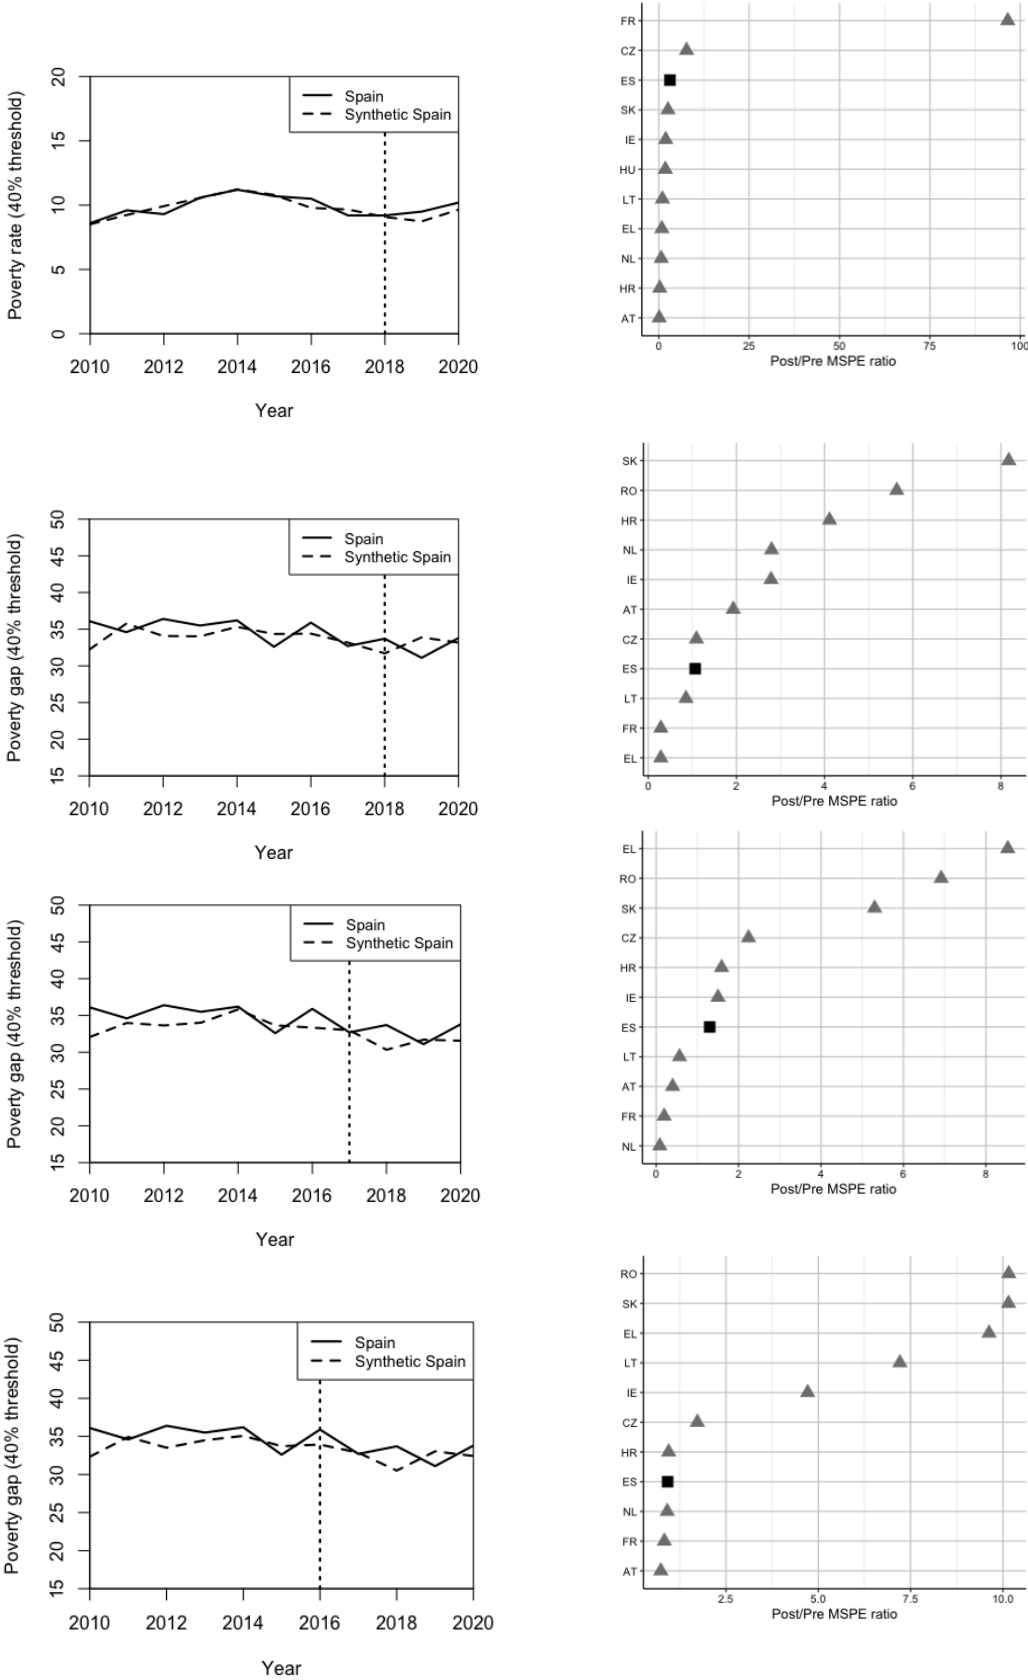 Poverty rate (40% threshold)
20
15
10
5
0
Spain
Synthetic Spain
2010 2012 2014 2016 2018 2020
Year
FR
CZ
ES
SK
IE
HU
LT
EL
NL
HR
AT
0 25 50 75 100
Post/Pre MSPE ratio
Poverty gap (40% threshold)
50
45
40
35
30
25
20
15
Spain
Synthetic Spain
2010 2012 2014 2016 2018 2020
Year
SK
RO
HR
NL
IE
AT
CZ
ES
LT
FR
EL
0 2 4 6 8
Post/Pre MSPE ratio
Poverty gap (40% threshold)
50
45
40
35
30
25
20
15
Spain
Synthetic Spain
2010 2012 2014 2016 2018 2020
Year
EL
RO
SK
CZ
HR
IE
ES
LT
AT
FR
NL
0 2 4 6 8
Post/Pre MSPE ratio
Poverty gap (40% threshold)
50
45
40
35
30
25
20
15
Spain
Synthetic Spain
2010 2012 2014 2016 2018 2020
Year
RO
SK
EL
LT
IE
CZ
HR
ES
NL
FR
AT
2.5 5.0 7.5 10.0
Post/Pre MSPE ratio